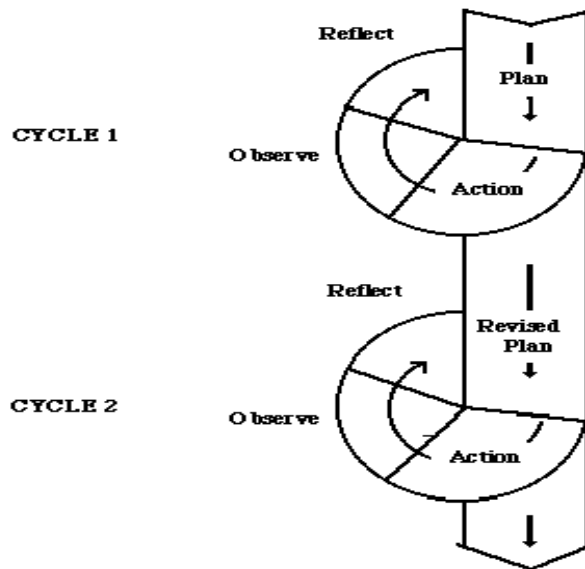 Reflect
Plan
CYCLE 1
Observe
Action
Reflect
Revised
Plan
CYCLE 2
Observe
Action